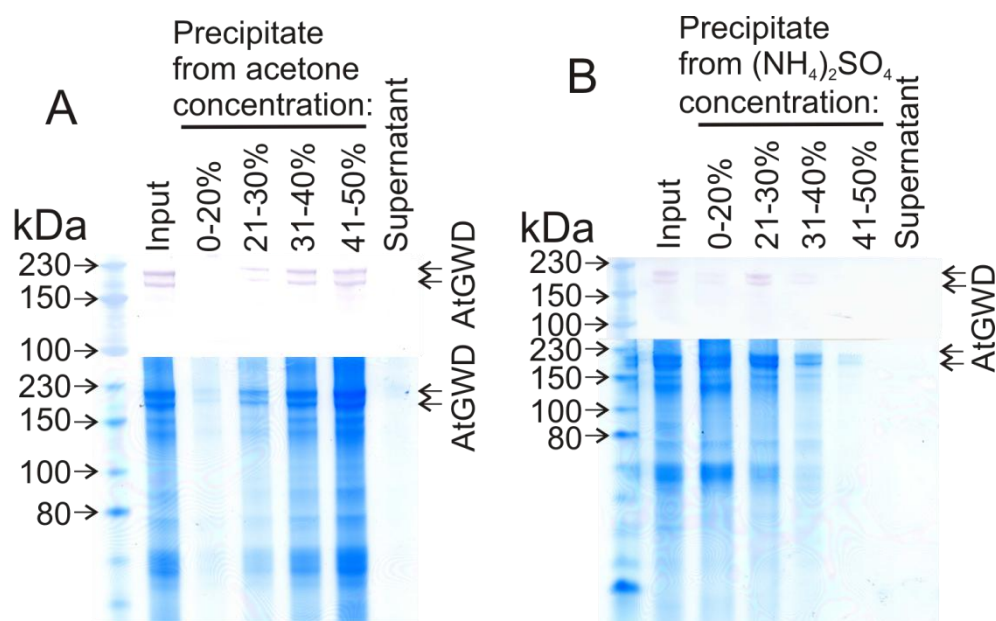 A
Precipitate
from acetone
concentration:
kDa
Input
0-20%
21-30%
31-40%
41-50%
Supernatant
230→
150→
100→
AtGWD
230→
150→
100→
80→
AtGWD
B
Precipitate
from (NH₄)₂SO₄
concentration:
kDa
Input
0-20%
21-30%
31-40%
41-50%
Supernatant
230→
150→
100→
230→
150→
100→
80→
AtGWD